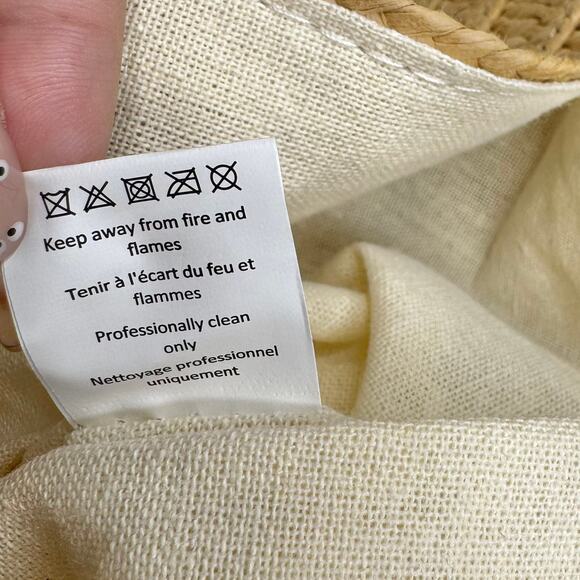 Keep away from fire and
flames
Tenir à l'écart du feu et
flammes
Professionally clean
only
Nettoyage professionnel
uniquement